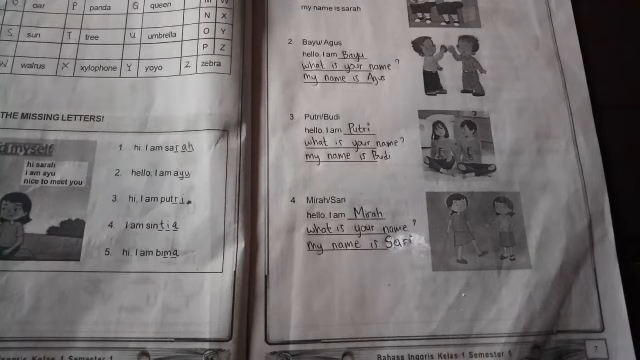 oar P panda G queen
N X
S sun T tree U umbrella O Y
P Z
W walrus X xylophone Y yoyo Z zebra
THE MISSING LETTERS!
myself
hi sarah
i am ayu
nice to meet you
1. hi. I am sarah
2. hello, I am ayu
3. hi, I am putri.
4. I am sintia
5. hi. I am bima
Inggris Kelas 1 Semester 1
my name is sarah
2 Bayu/Agus
hello. I am Bayu
what is your name?
my name is Agus
3 Putri/Budi
hello. I am Putri
what is your name?
my name is Budi
4 Mirah/Sari
hello. I am Mirah
what is your name?
my name is Sari
Bahasa Inggris Kelas 1 Semester 1
7